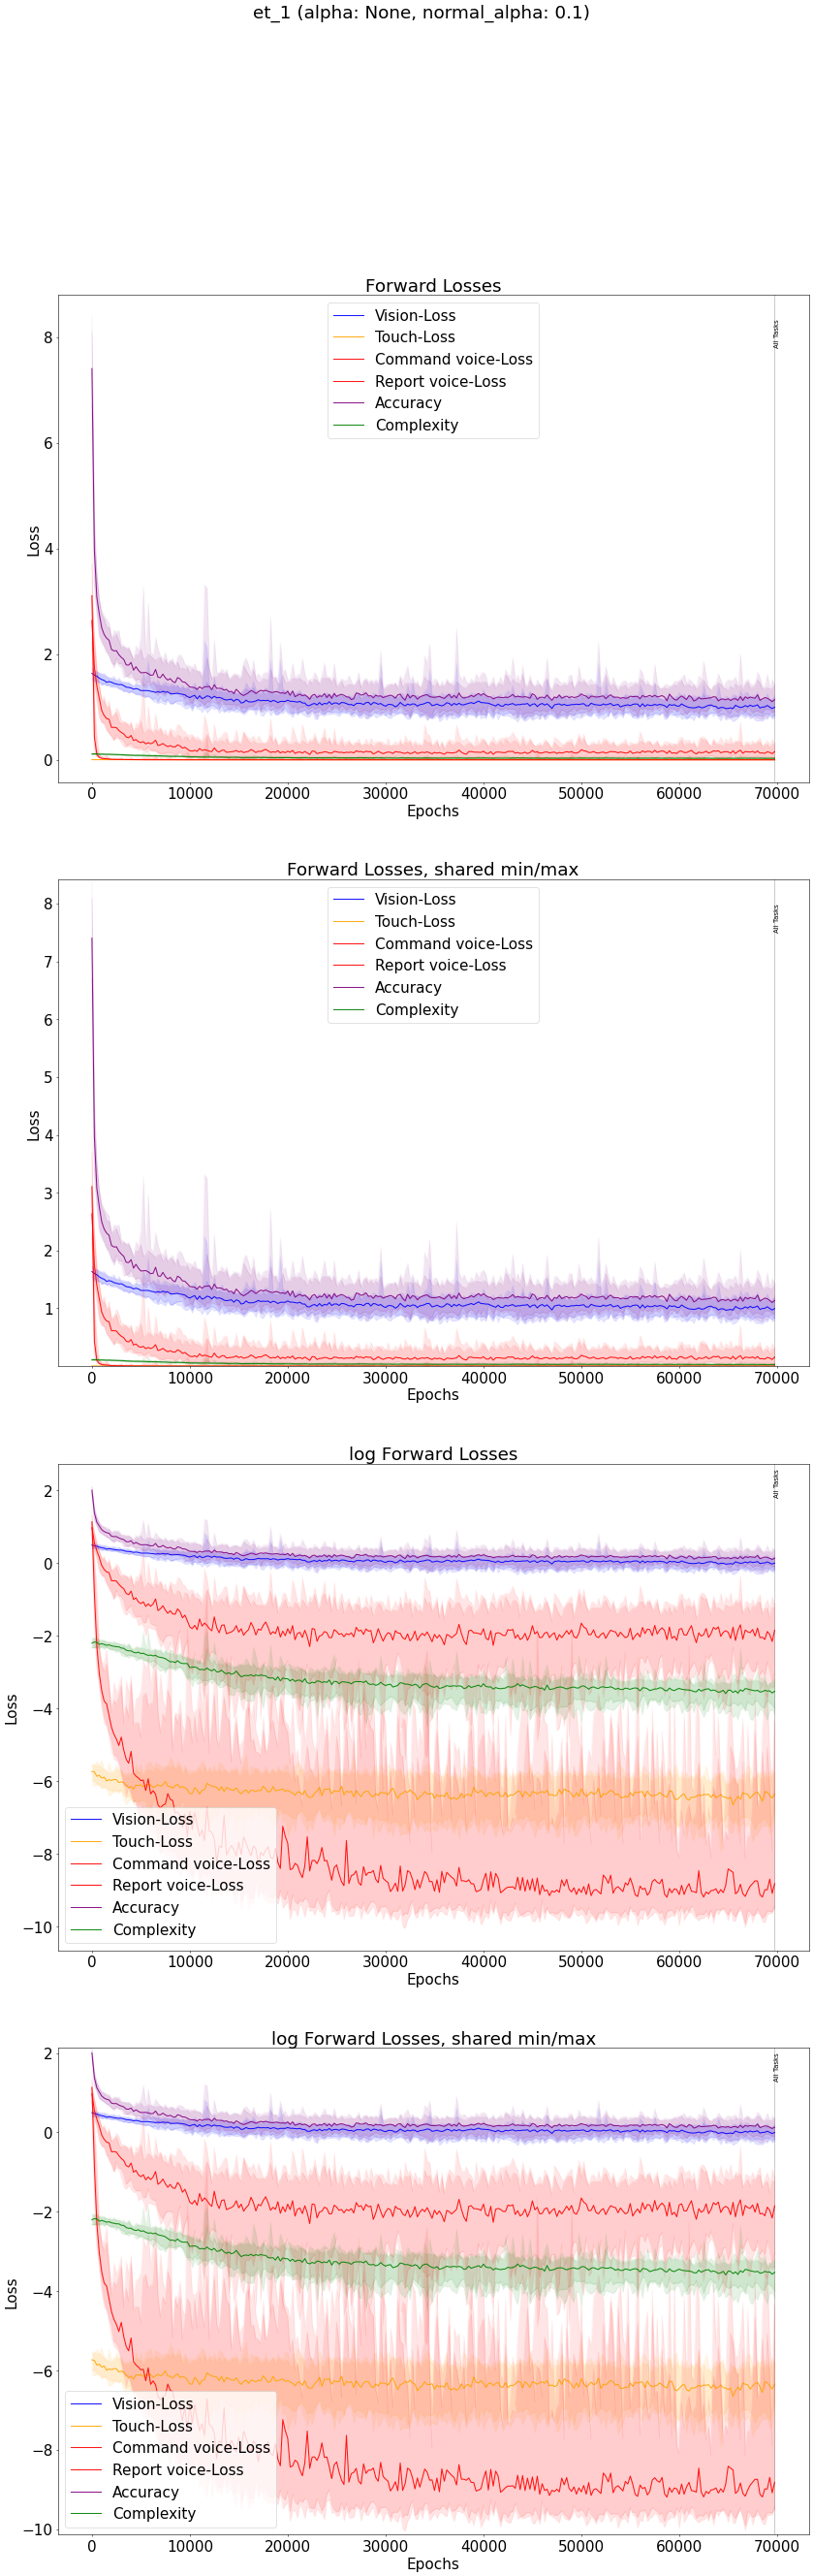 et_1 (alpha: None, normal_alpha: 0.1)
Forward Losses
Vision-Loss
Touch-Loss
Command voice-Loss
Report voice-Loss
Accuracy
Complexity
All Tasks
8
6
4
2
0
Loss
0 10000 20000 30000 40000 50000 60000 70000
Epochs
Forward Losses, shared min/max
Vision-Loss
Touch-Loss
Command voice-Loss
Report voice-Loss
Accuracy
Complexity
All Tasks
8
7
6
5
4
3
2
1
Loss
0 10000 20000 30000 40000 50000 60000 70000
Epochs
log Forward Losses
All Tasks
2
0
−2
−4
−6
−8
−10
Loss
Vision-Loss
Touch-Loss
Command voice-Loss
Report voice-Loss
Accuracy
Complexity
0 10000 20000 30000 40000 50000 60000 70000
Epochs
log Forward Losses, shared min/max
All Tasks
2
0
−2
−4
−6
−8
−10
Loss
Vision-Loss
Touch-Loss
Command voice-Loss
Report voice-Loss
Accuracy
Complexity
0 10000 20000 30000 40000 50000 60000 70000
Epochs